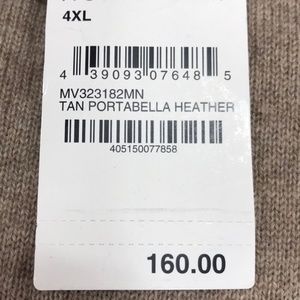 4XL
4 39093 07648 5
MV323182MN
TAN PORTABELLA HEATHER
405150077858
160.00